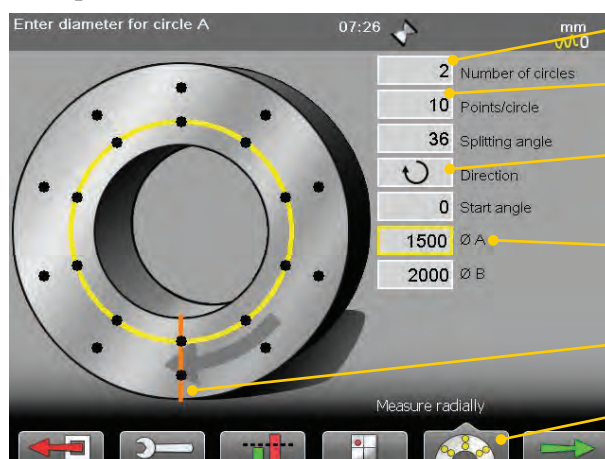 Enter diameter for circle A 07:26 mm
0
2 Number of circles
10 Points/circle
36 Splitting angle
Direction
0 Start angle
1500 Ø A
2000 Ø B
Measure radially